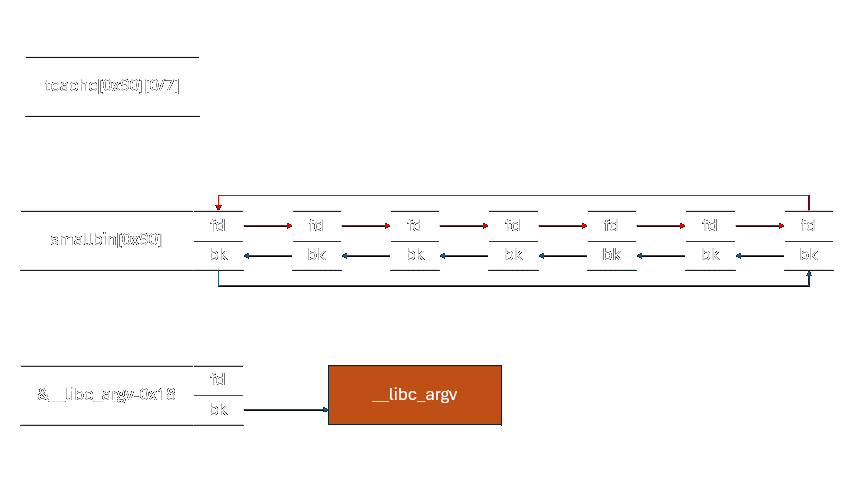 tcache[0x90][0/7]
fd fd fd fd fd fd fd
smallbin[0x90]
bk bk bk bk bk bk bk
fd
&__libc_argv-0x18
__libc_argv
bk